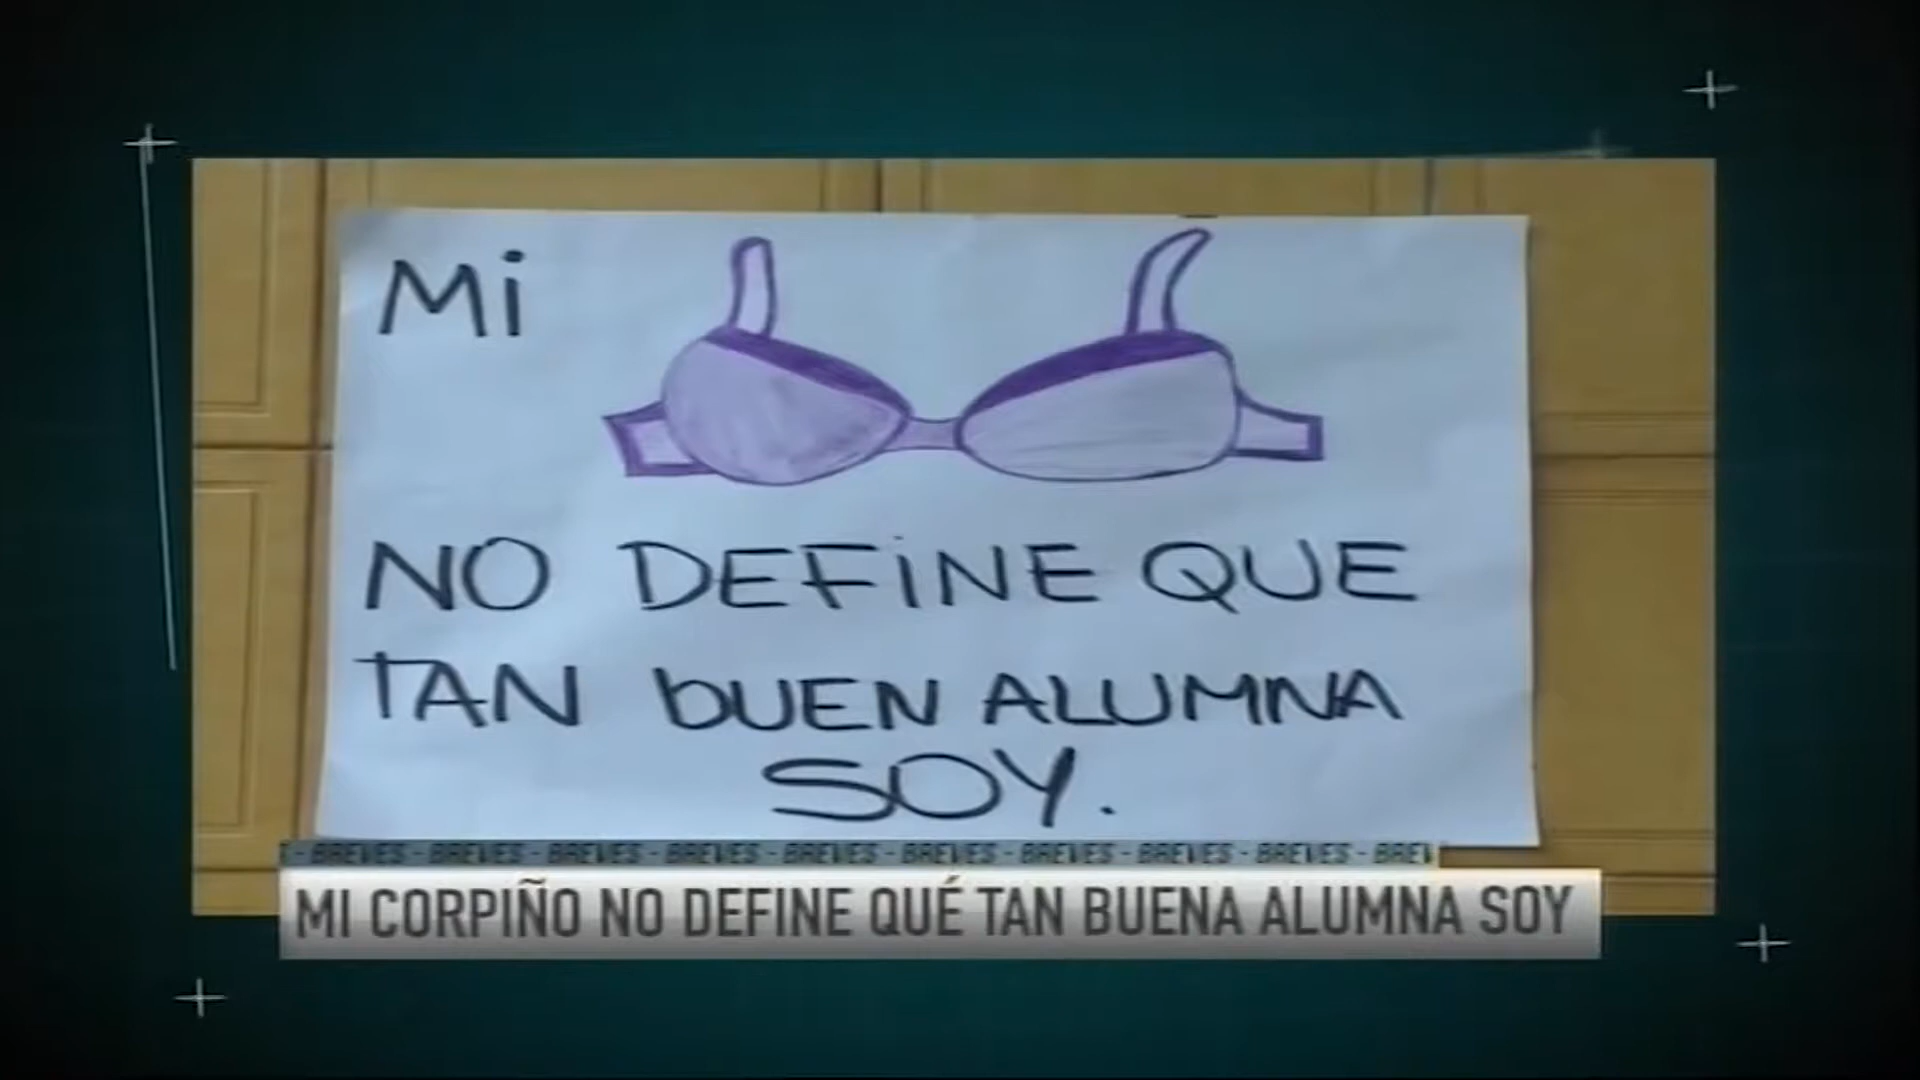 Mi
NO DEFiNE QUE
TAN bUEN ALUMNA
SOY.
- BREVES - BREVES - BREVES - BREVES - BREVES - BREVES - BREVES - BREVES - BREVES - BREV
MI CORPIÑO NO DEFINE QUÉ TAN BUENA ALUMNA SOY